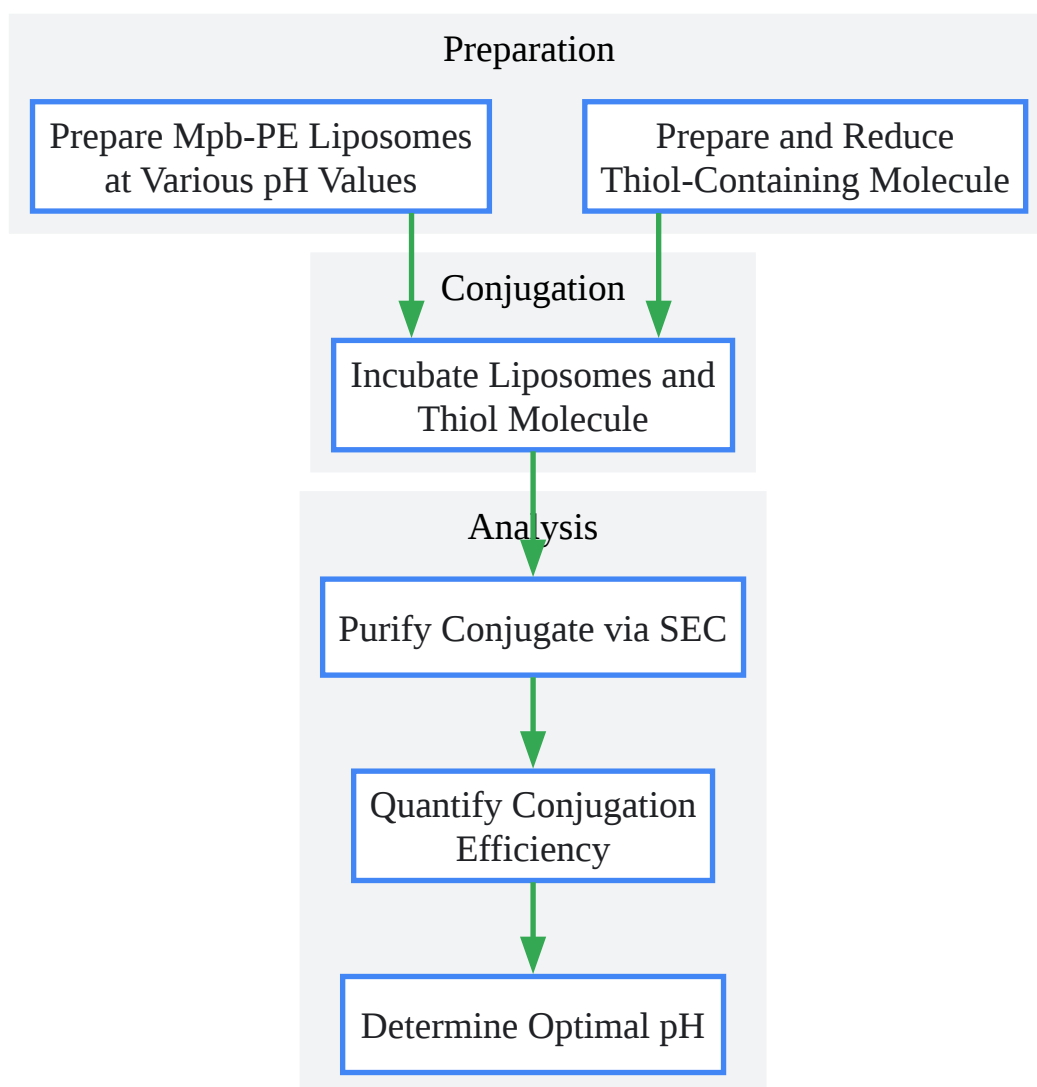 Preparation
Prepare Mpb-PE Liposomes
at Various pH Values
Prepare and Reduce
Thiol-Containing Molecule
Conjugation
Incubate Liposomes and
Thiol Molecule
Analysis
Purify Conjugate via SEC
Quantify Conjugation
Efficiency
Determine Optimal pH